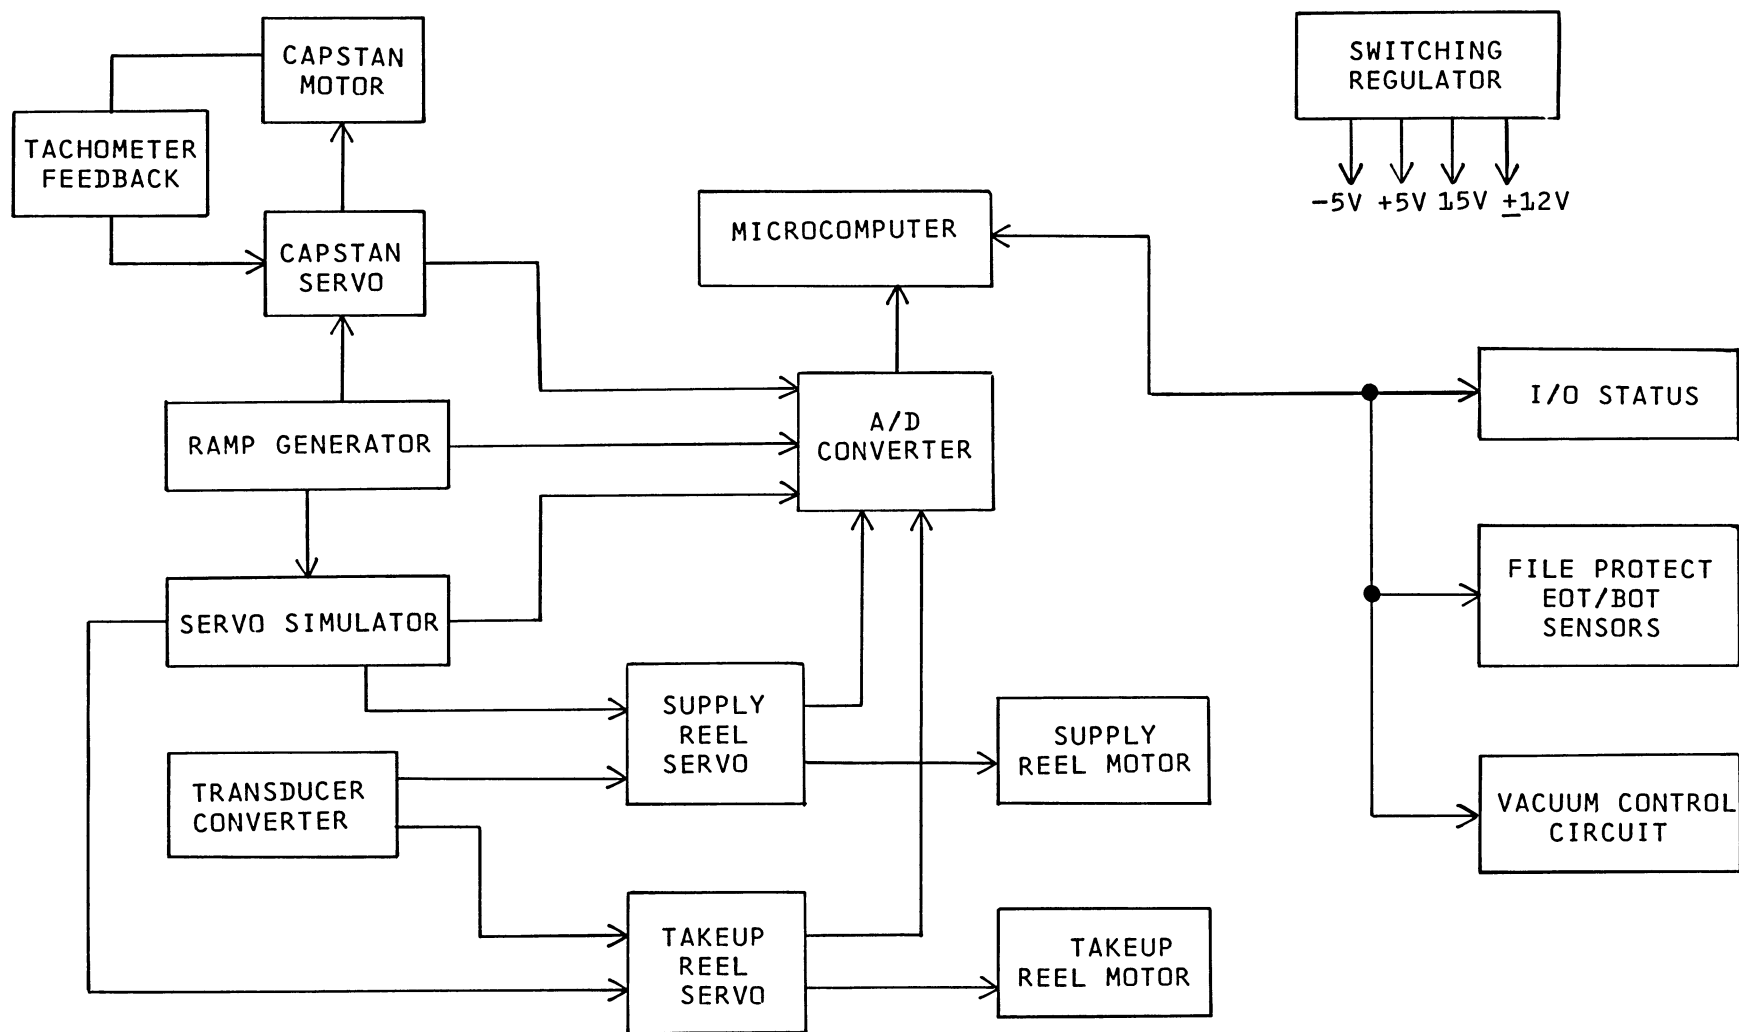 CAPSTAN
MOTOR
SWITCHING
REGULATOR
TACHOMETER
FEEDBACK
-5V +5V 15V ±12V
MICROCOMPUTER
CAPSTAN
SERVO
I/O STATUS
A/D
CONVERTER
RAMP GENERATOR
FILE PROTECT
EOT/BOT
SENSORS
SERVO SIMULATOR
SUPPLY
REEL
SERVO
SUPPLY
REEL MOTOR
TRANSDUCER
CONVERTER
VACUUM CONTROL
CIRCUIT
TAKEUP
REEL
SERVO
TAKEUP
REEL MOTOR